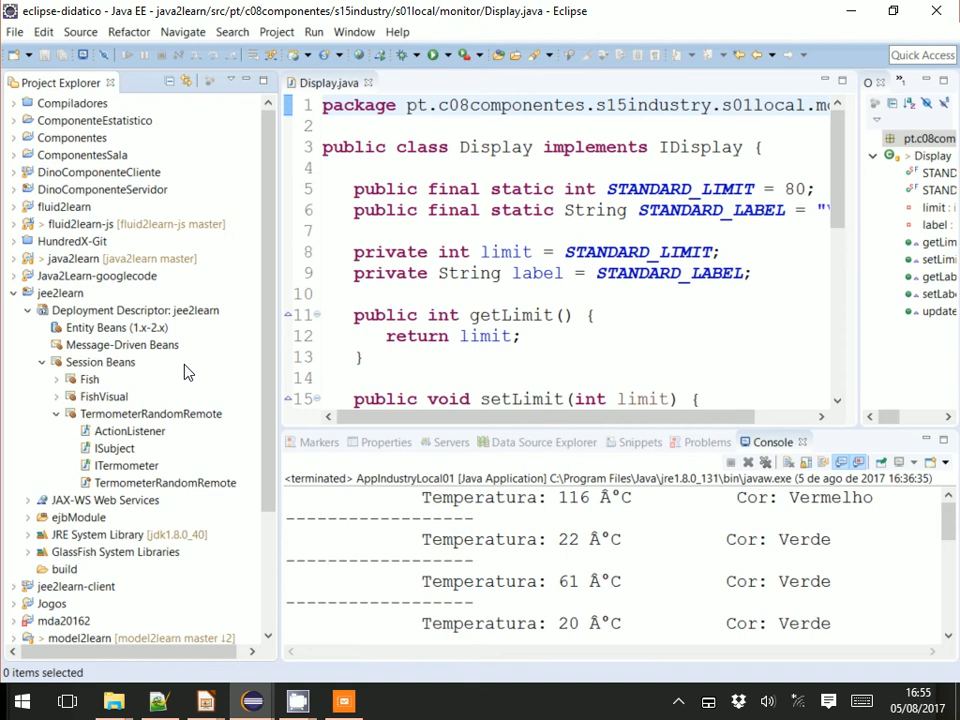 eclipse-didatico - Java EE - java2learn/src/pt/c08componentes/s15industry/s01local/monitor/Display.java - Eclipse
File Edit Source Refactor Navigate Search Project Run Window Help
Quick Access
Project Explorer
Compiladores
ComponenteEstatistico
Componentes
ComponentesSala
DinoComponenteCliente
DinoComponenteServidor
fluid2learn
> fluid2learn-js [fluid2learn-js master]
HundredX-Git
> java2learn [java2learn master]
Java2Learn-googlecode
jee2learn
Deployment Descriptor: jee2learn
Entity Beans (1.x-2.x)
Message-Driven Beans
Session Beans
Fish
FishVisual
TermometerRandomRemote
ActionListener
ISubject
ITermometer
TermometerRandomRemote
JAX-WS Web Services
ejbModule
JRE System Library [jdk1.8.0_40]
GlassFish System Libraries
build
jee2learn-client
Jogos
mda20162
> model2learn [model2learn master ↓2]
Display.java
1 package pt.c08componentes.s15industry.s01local.mo
2
3 public class Display implements IDisplay {
4
5 public final static int STANDARD_LIMIT = 80;
6 public final static String STANDARD_LABEL = "
7
8 private int limit = STANDARD_LIMIT;
9 private String label = STANDARD_LABEL;
10
11 public int getLimit() {
12 return limit;
13 }
14
15 public void setLimit(int limit) {
O
pt.c08com
> Display
STAND
STAND
limit : i
label :
getLim
setLim
getLab
setLab
update
Markers Properties Servers Data Source Explorer Snippets Problems Console
<terminated> AppIndustryLocal01 [Java Application] C:\Program Files\Java\jre1.8.0_131\bin\javaw.exe (5 de ago de 2017 16:36:35)
Temperatura: 116 Â°C Cor: Vermelho
------------------
Temperatura: 22 Â°C Cor: Verde
------------------
Temperatura: 61 Â°C Cor: Verde
------------------
Temperatura: 20 Â°C Cor: Verde
0 items selected
16:55
05/08/2017